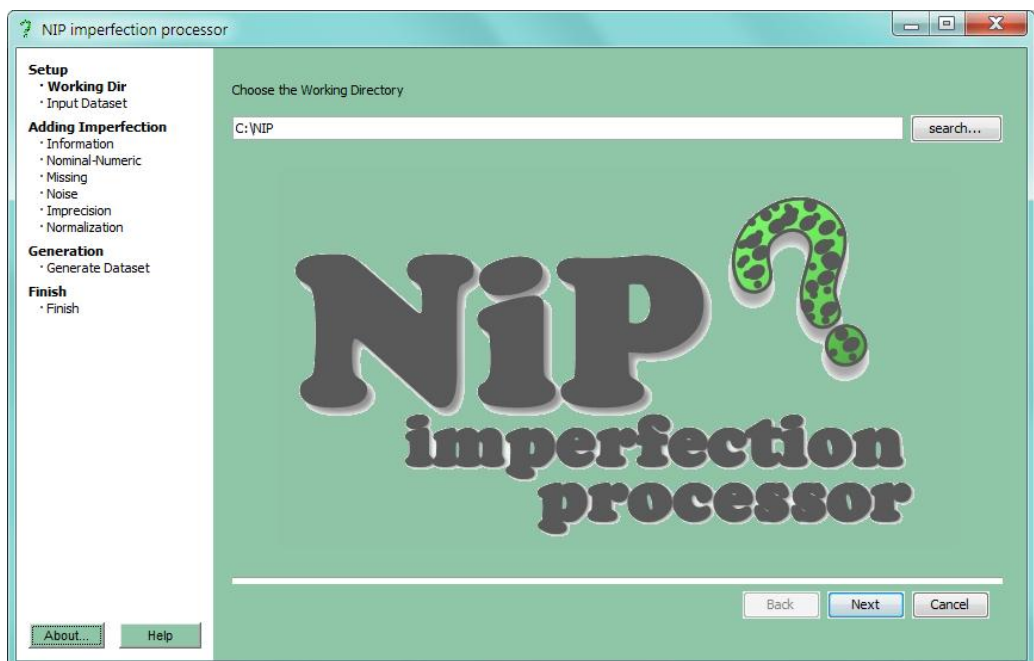 NIP imperfection processor
Setup
· Working Dir
· Input Dataset
Adding Imperfection
· Information
· Nominal-Numeric
· Missing
· Noise
· Imprecision
· Normalization
Generation
· Generate Dataset
Finish
· Finish
About...
Help
Choose the Working Directory
C:\NIP
search...
NiP?
imperfection
processor
Back
Next
Cancel